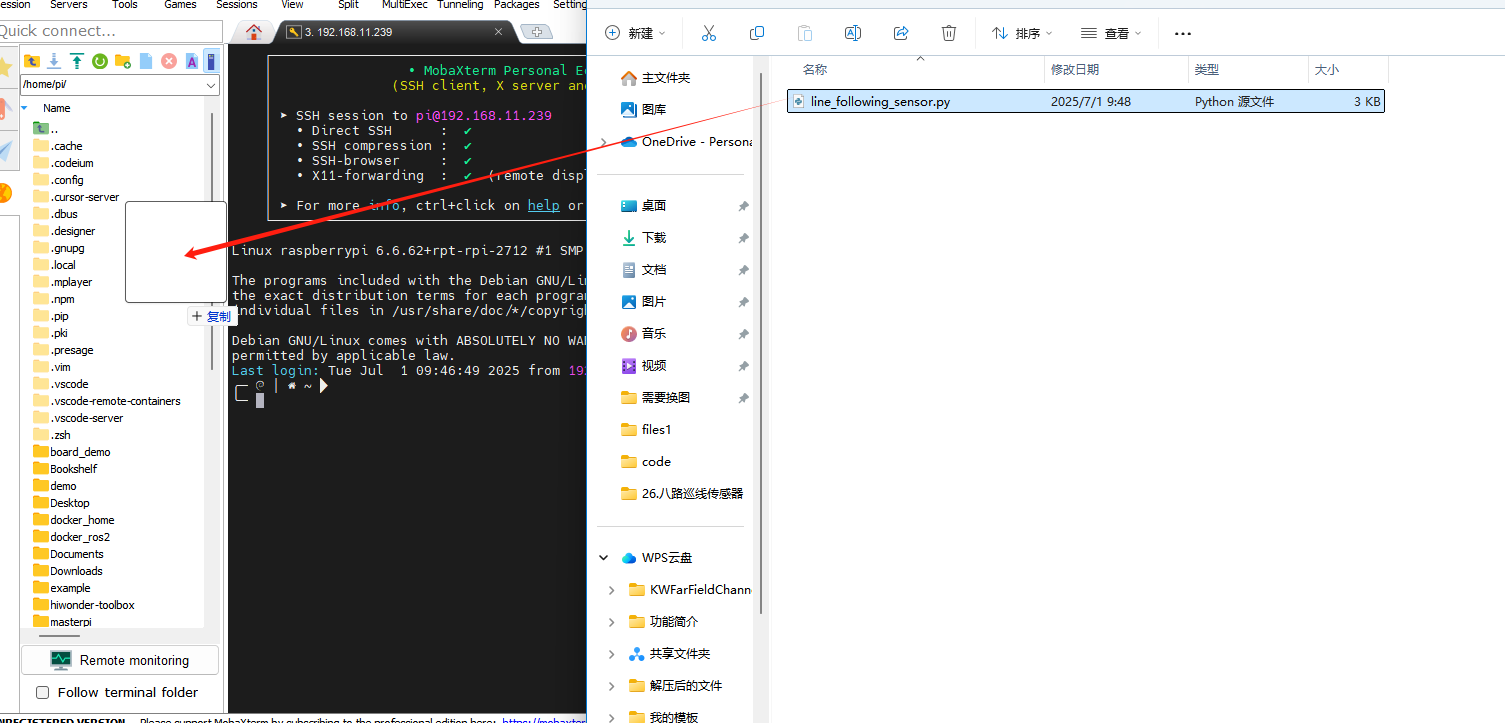 ession Servers Tools Games Sessions View Split MultiExec Tunneling Packages Setting
Quick connect...
3. 192.168.11.239
/home/pi/
Name
..
.cache
.codeium
.config
.cursor-server
.dbus
.designer
.gnupg
.local
.mplayer
.npm
.pip
.pki
.presage
.vim
.vscode
.vscode-remote-containers
.vscode-server
.zsh
board_demo
Bookshelf
demo
Desktop
docker_home
docker_ros2
Documents
Downloads
example
hiwonder-toolbox
masterpi
复制
Remote monitoring
Follow terminal folder
• MobaXterm Personal Ed
(SSH client, X server and
➤ SSH session to pi@192.168.11.239
• Direct SSH : ✔
• SSH compression : ✔
• SSH-browser : ✔
• X11-forwarding : ✔ (remote displ
➤ For more info, ctrl+click on help or
Linux raspberrypi 6.6.62+rpt-rpi-2712 #1 SMP
The programs included with the Debian GNU/Lin
the exact distribution terms for each program
individual files in /usr/share/doc/*/copyrigh
Debian GNU/Linux comes with ABSOLUTELY NO WAR
permitted by applicable law.
Last login: Tue Jul 1 09:46:49 2025 from 192
~
新建
排序
查看
主文件夹
图库
OneDrive - Persona
桌面
下载
文档
图片
音乐
视频
需要换图
files1
code
26.八路巡线传感器
WPS云盘
KWFarFieldChann
功能简介
共享文件夹
解压后的文件
我的模板
名称 修改日期 类型 大小
line_following_sensor.py 2025/7/1 9:48 Python 源文件 3 KB
NREGISTERED VERSION - Please support MobaXterm by subscribing to the professional edition here: https://mobaxter